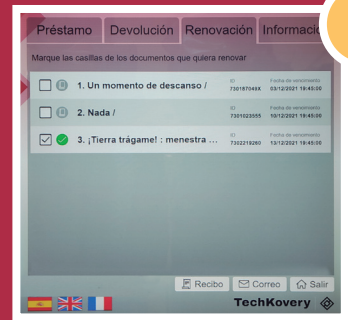 Préstamo Devolución Renovación Informació
Marque las casillas de los documentos que quiera renovar
1. Un momento de descanso / ID 730187048X Fecha de vencimiento 03/12/2021 19:45:00
2. Nada / ID 7301023555 Fecha de vencimiento 10/12/2021 19:45:00
3. ¡Tierra trágame! : menestra ... ID 7302219260 Fecha de vencimiento 13/12/2021 19:45:00
Recibo Correo Salir
TechKovery